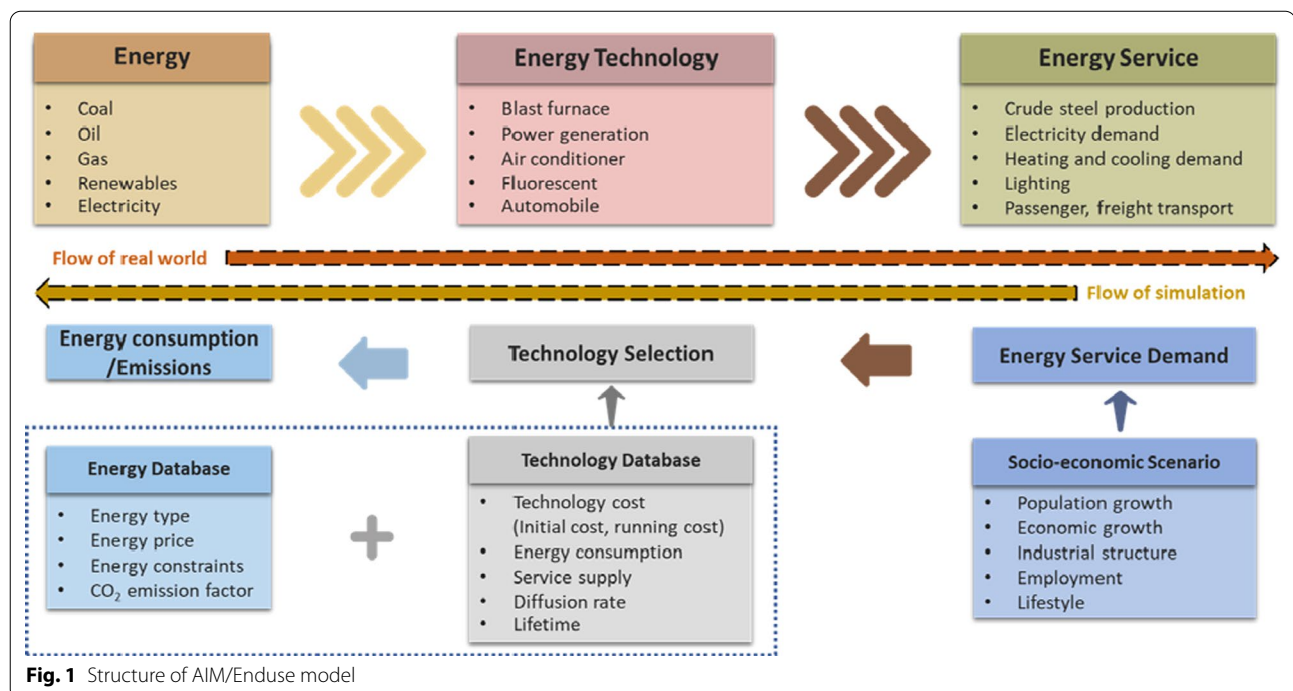 Energy
• Coal
• Oil
• Gas
• Renewables
• Electricity
Energy Technology
• Blast furnace
• Power generation
• Air conditioner
• Fluorescent
• Automobile
Energy Service
• Crude steel production
• Electricity demand
• Heating and cooling demand
• Lighting
• Passenger, freight transport
Flow of real world
Flow of simulation
Energy consumption
/Emissions
Technology Selection
Energy Service Demand
Energy Database
• Energy type
• Energy price
• Energy constraints
• CO₂ emission factor
Technology Database
• Technology cost
(Initial cost, running cost)
• Energy consumption
• Service supply
• Diffusion rate
• Lifetime
Socio-economic Scenario
• Population growth
• Economic growth
• Industrial structure
• Employment
• Lifestyle
Fig. 1 Structure of AIM/Enduse model